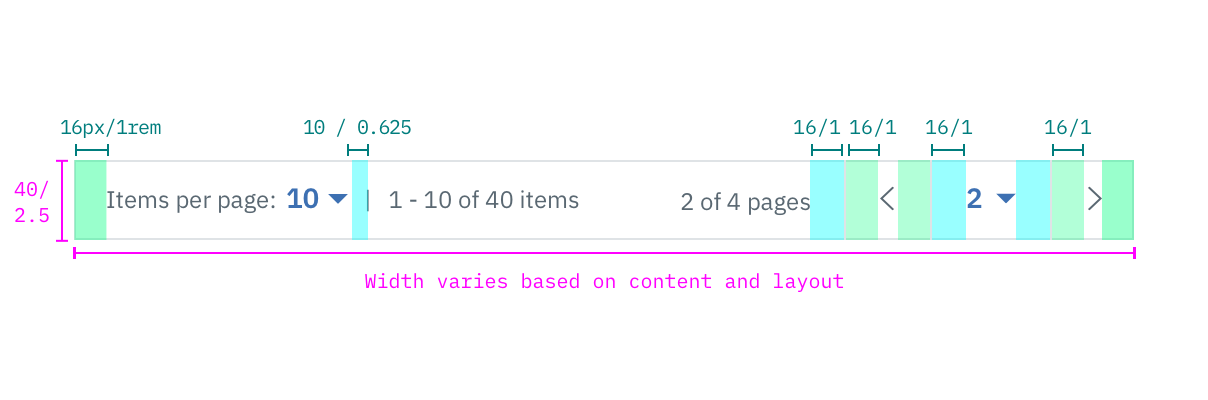 16px/1rem 10 / 0.625 16/1 16/1 16/1 16/1
40/
2.5
Items per page: 10 | 1 - 10 of 40 items 2 of 4 pages 2
Width varies based on content and layout